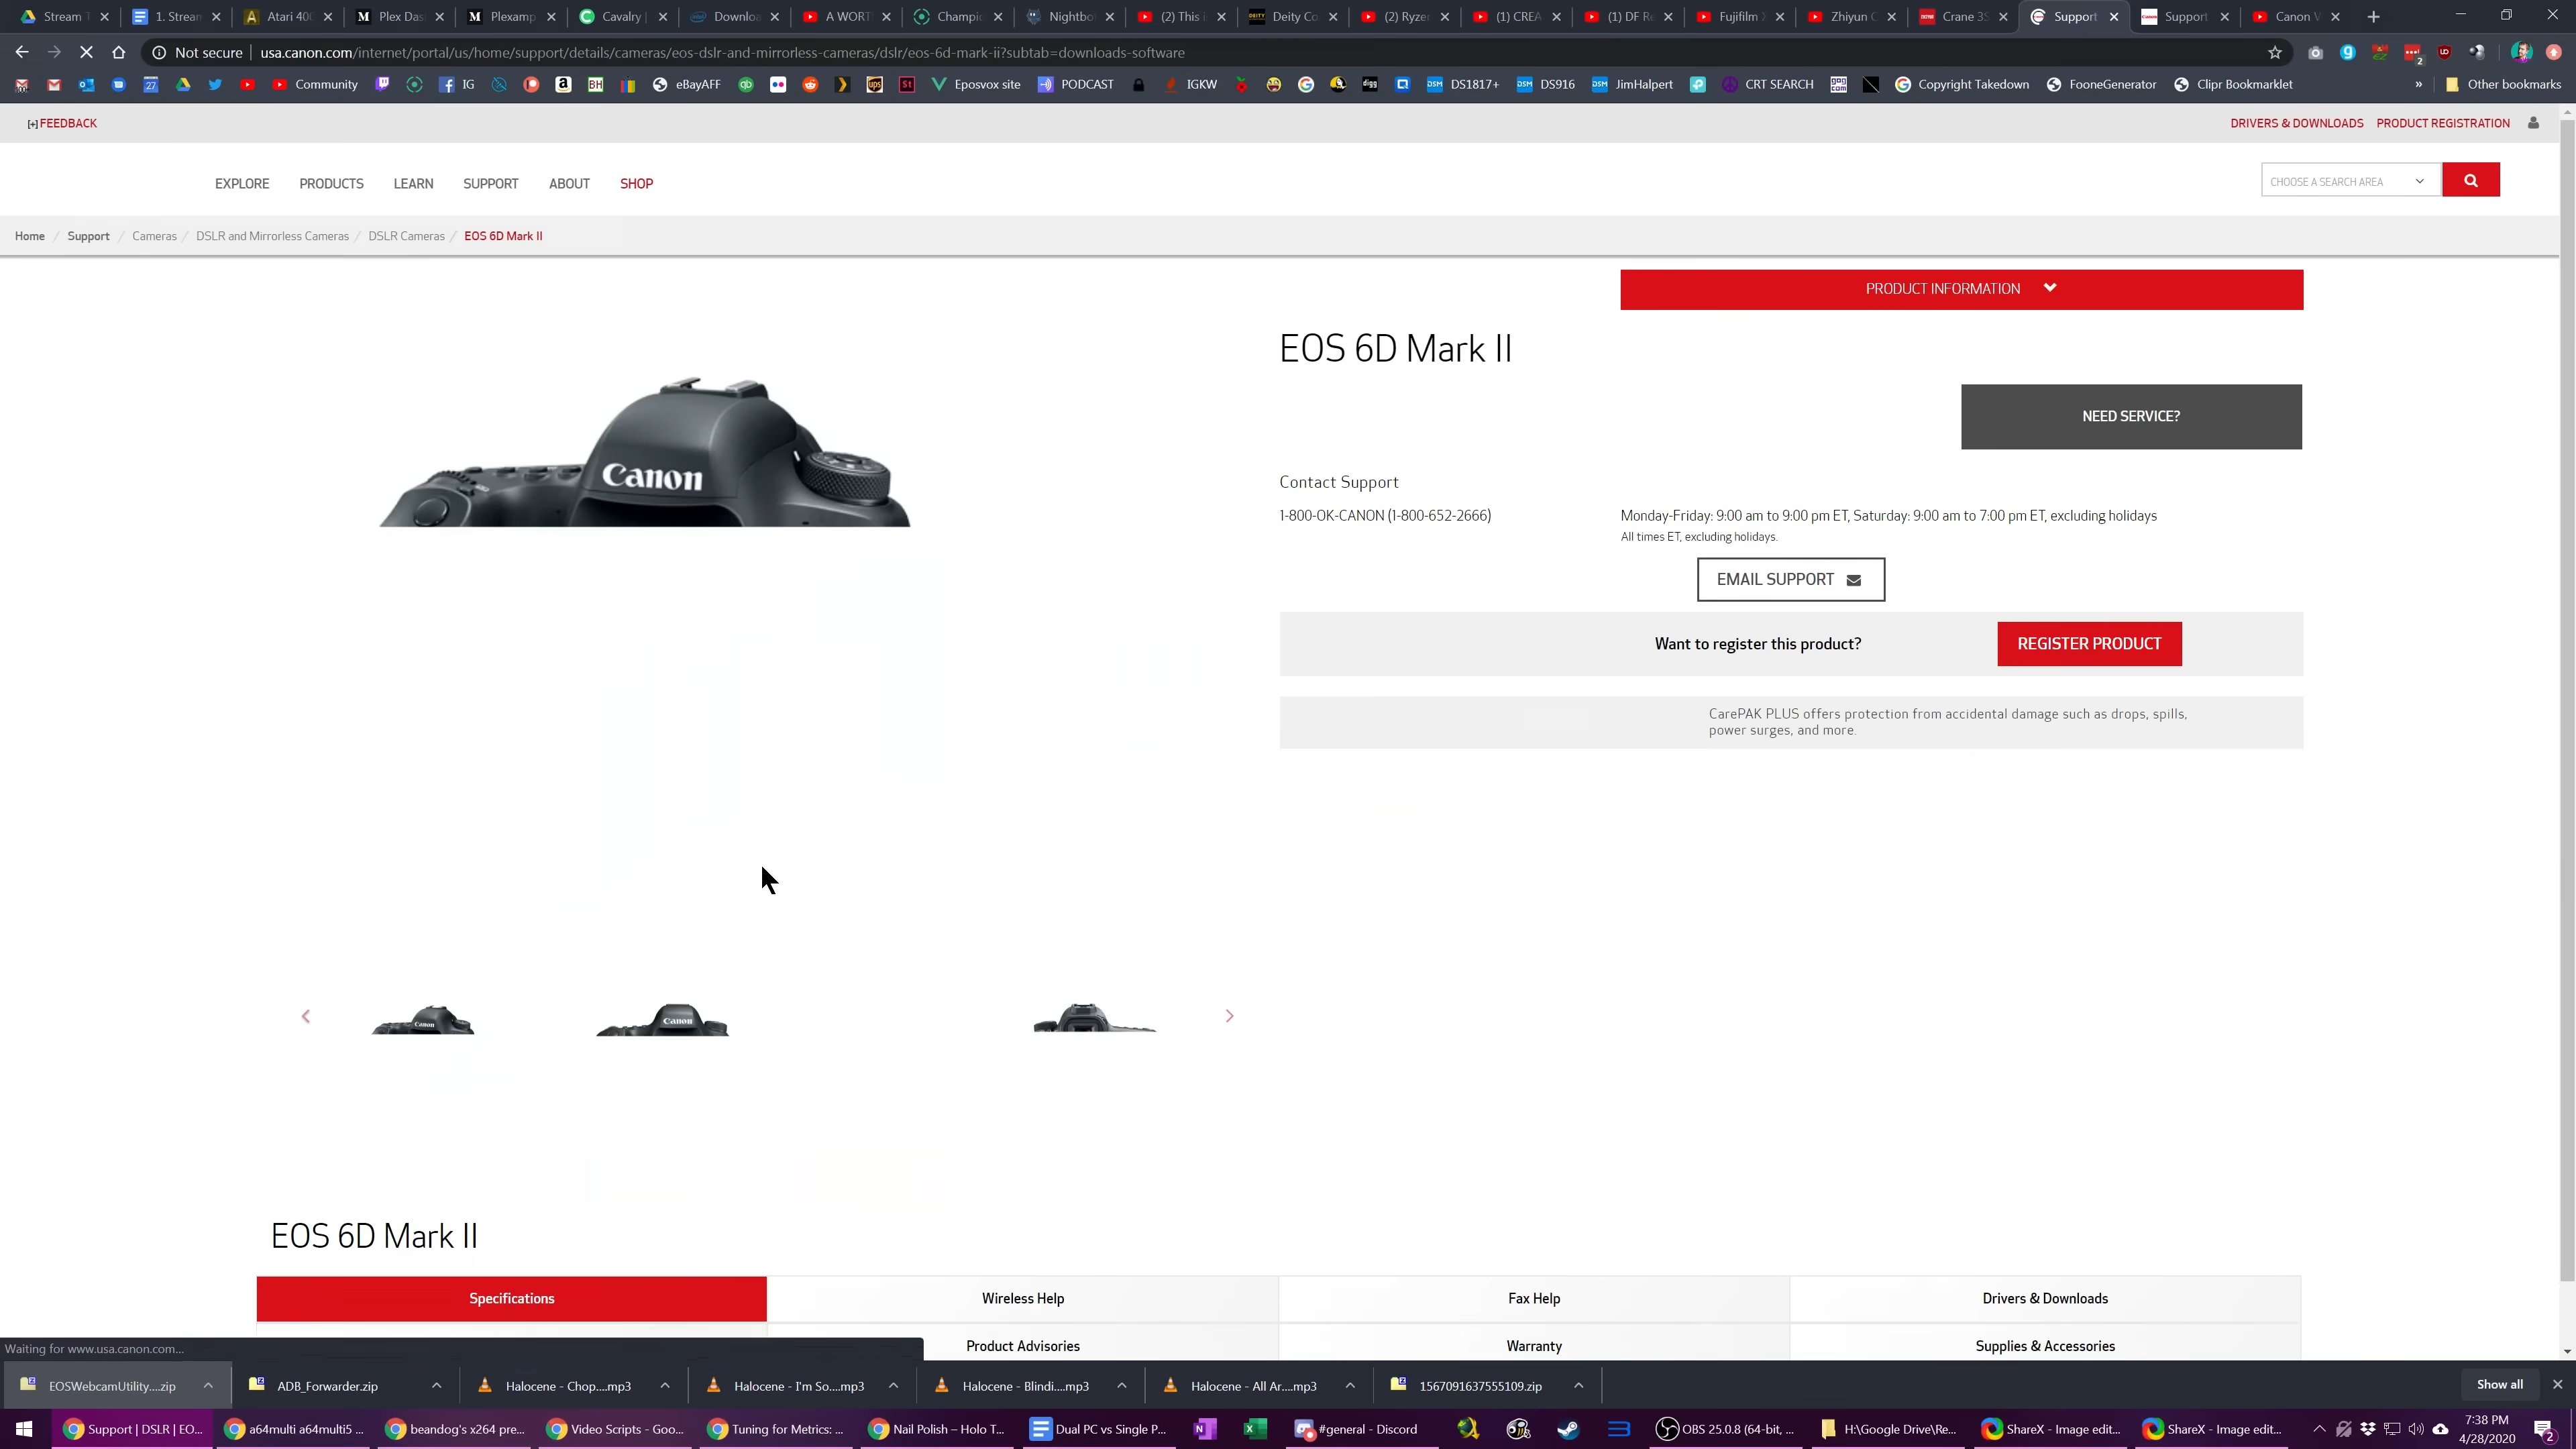 Stream T
1. Stream
Atari 400
Plex Das
Plexamp
Cavalry |
Downloa
A WORT
Champic
Nightbo
(2) This i
Deity Co
(2) Ryzer
(1) CREA
(1) DF Re
Fujifilm X
Zhiyun C
Crane 3S
Support
Support
Canon V
Not secure | usa.canon.com/internet/portal/us/home/support/details/cameras/eos-dslr-and-mirrorless-cameras/dslr/eos-6d-mark-ii?subtab=downloads-software
Community
IG
eBayAFF
Eposvox site
PODCAST
IGKW
DS1817+
DS916
JimHalpert
CRT SEARCH
Copyright Takedown
FooneGenerator
Clipr Bookmarklet
»
Other bookmarks
[+] FEEDBACK
DRIVERS & DOWNLOADS
PRODUCT REGISTRATION
EXPLORE
PRODUCTS
LEARN
SUPPORT
ABOUT
SHOP
CHOOSE A SEARCH AREA
Home / Support / Cameras / DSLR and Mirrorless Cameras / DSLR Cameras / EOS 6D Mark II
PRODUCT INFORMATION
EOS 6D Mark II
NEED SERVICE?
Canon
Contact Support
1-800-OK-CANON (1-800-652-2666)
Monday-Friday: 9:00 am to 9:00 pm ET, Saturday: 9:00 am to 7:00 pm ET, excluding holidays
All times ET, excluding holidays.
EMAIL SUPPORT
Want to register this product?
REGISTER PRODUCT
CarePAK PLUS offers protection from accidental damage such as drops, spills,
power surges, and more.
Canon
Canon
EOS 6D Mark II
Specifications
Wireless Help
Fax Help
Drivers & Downloads
Product Advisories
Warranty
Supplies & Accessories
Waiting for www.usa.canon.com...
EOSWebcamUtility....zip
ADB_Forwarder.zip
Halocene - Chop....mp3
Halocene - I'm So....mp3
Halocene - Blindi....mp3
Halocene - All Ar....mp3
1567091637555109.zip
Show all
Support | DSLR | EO...
a64multi a64multi5 ...
beandog's x264 pre...
Video Scripts - Goo...
Tuning for Metrics: ...
Nail Polish – Holo T...
Dual PC vs Single P...
#general - Discord
OBS 25.0.8 (64-bit, ...
H:\Google Drive\Re...
ShareX - Image edit...
ShareX - Image edit...
7:38 PM
4/28/2020
2